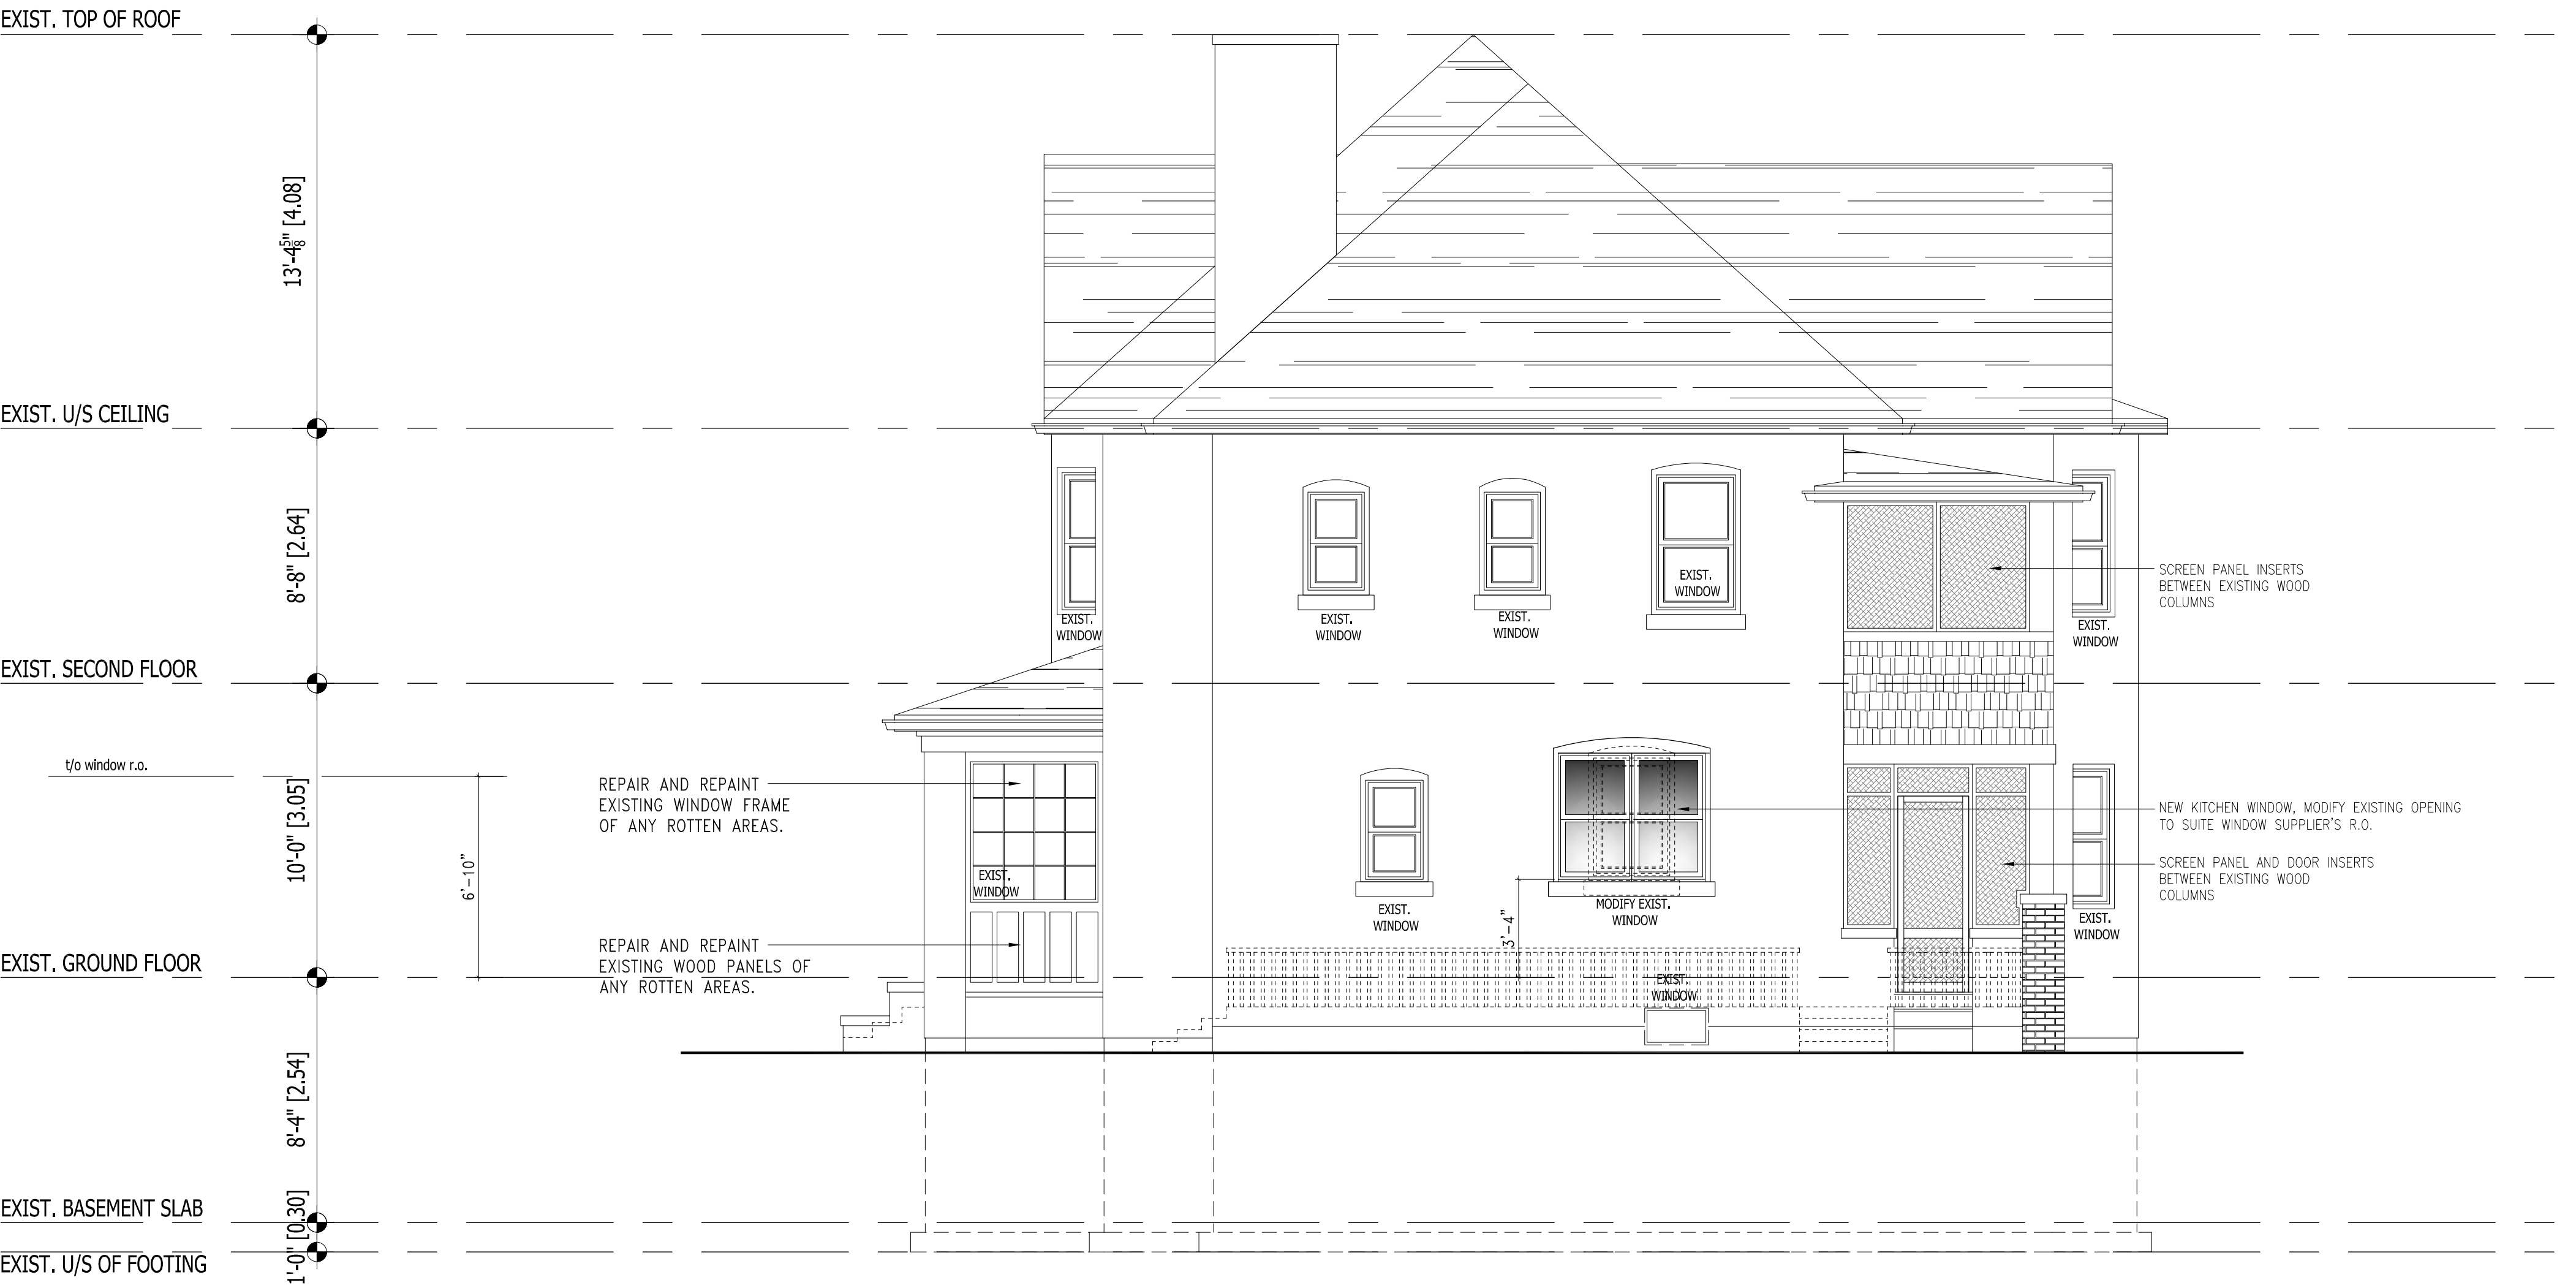 EXIST. TOP OF ROOF
13'-4 5/8" [4.08]
EXIST. U/S CEILING
8'-8" [2.64]
EXIST. WINDOW
EXIST. WINDOW
EXIST. WINDOW
EXIST. WINDOW
SCREEN PANEL INSERTS
BETWEEN EXISTING WOOD
COLUMNS
EXIST. WINDOW
EXIST. SECOND FLOOR
t/o window r.o.
10'-0" [3.05]
6'-10"
REPAIR AND REPAINT
EXISTING WINDOW FRAME
OF ANY ROTTEN AREAS.
EXIST. WINDOW
NEW KITCHEN WINDOW, MODIFY EXISTING OPENING
TO SUITE WINDOW SUPPLIER'S R.O.
SCREEN PANEL AND DOOR INSERTS
BETWEEN EXISTING WOOD
COLUMNS
EXIST. WINDOW
MODIFY EXIST.
WINDOW
3'-4"
EXIST. WINDOW
REPAIR AND REPAINT
EXISTING WOOD PANELS OF
ANY ROTTEN AREAS.
EXIST. WINDOW
EXIST. GROUND FLOOR
8'-4" [2.54]
EXIST. BASEMENT SLAB
1'-0" [0.30]
EXIST. U/S OF FOOTING